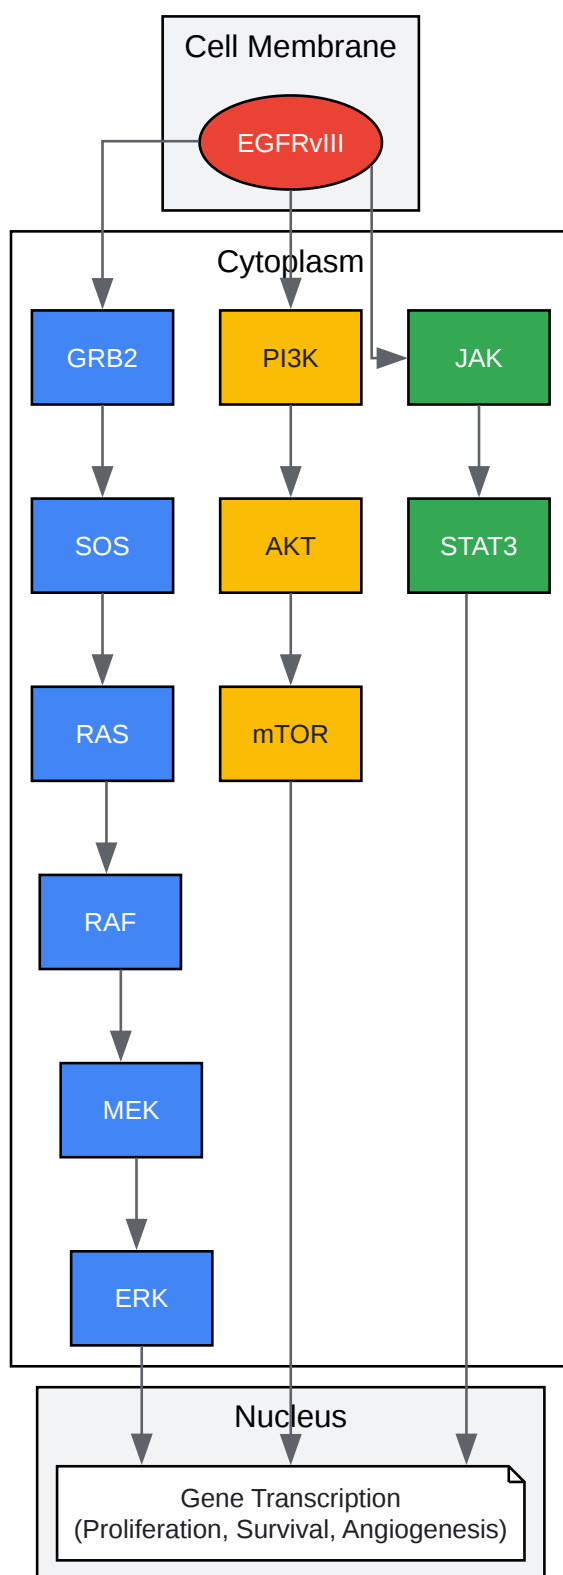 Cell Membrane
EGFRvIII
Cytoplasm
GRB2
PI3K
JAK
SOS
AKT
STAT3
RAS
mTOR
RAF
MEK
ERK
Nucleus
Gene Transcription
(Proliferation, Survival, Angiogenesis)